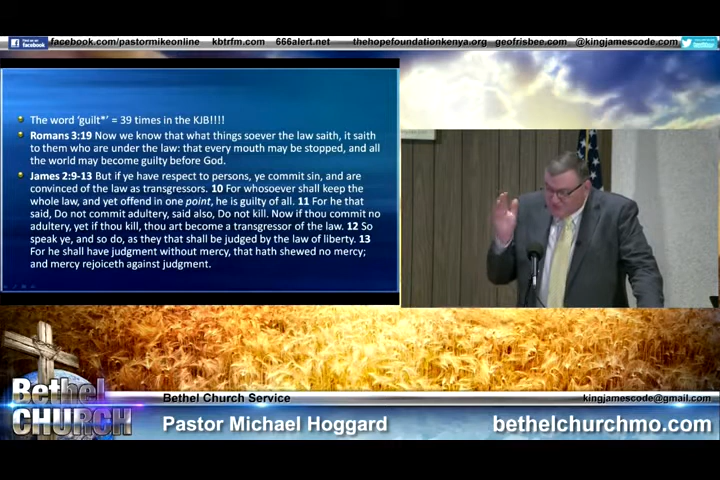 Find us on facebook facebook.com/pastormikeonline kbtrfm.com 666alert.net thehopefoundationkenya.org geofrisbee.com @kingjamescode.com twitter
The word 'guilt*' = 39 times in the KJB!!!!
Romans 3:19 Now we know that what things soever the law saith, it saith
to them who are under the law: that every mouth may be stopped, and all
the world may become guilty before God.
James 2:9-13 But if ye have respect to persons, ye commit sin, and are
convinced of the law as transgressors. 10 For whosoever shall keep the
whole law, and yet offend in one point, he is guilty of all. 11 For he that
said, Do not commit adultery, said also, Do not kill. Now if thou commit no
adultery, yet if thou kill, thou art become a transgressor of the law. 12 So
speak ye, and so do, as they that shall be judged by the law of liberty. 13
For he shall have judgment without mercy, that hath shewed no mercy;
and mercy rejoiceth against judgment.
Bethel
CHURCH
Bethel Church Service kingjamescode@gmail.com
Pastor Michael Hoggard bethelchurchmo.com